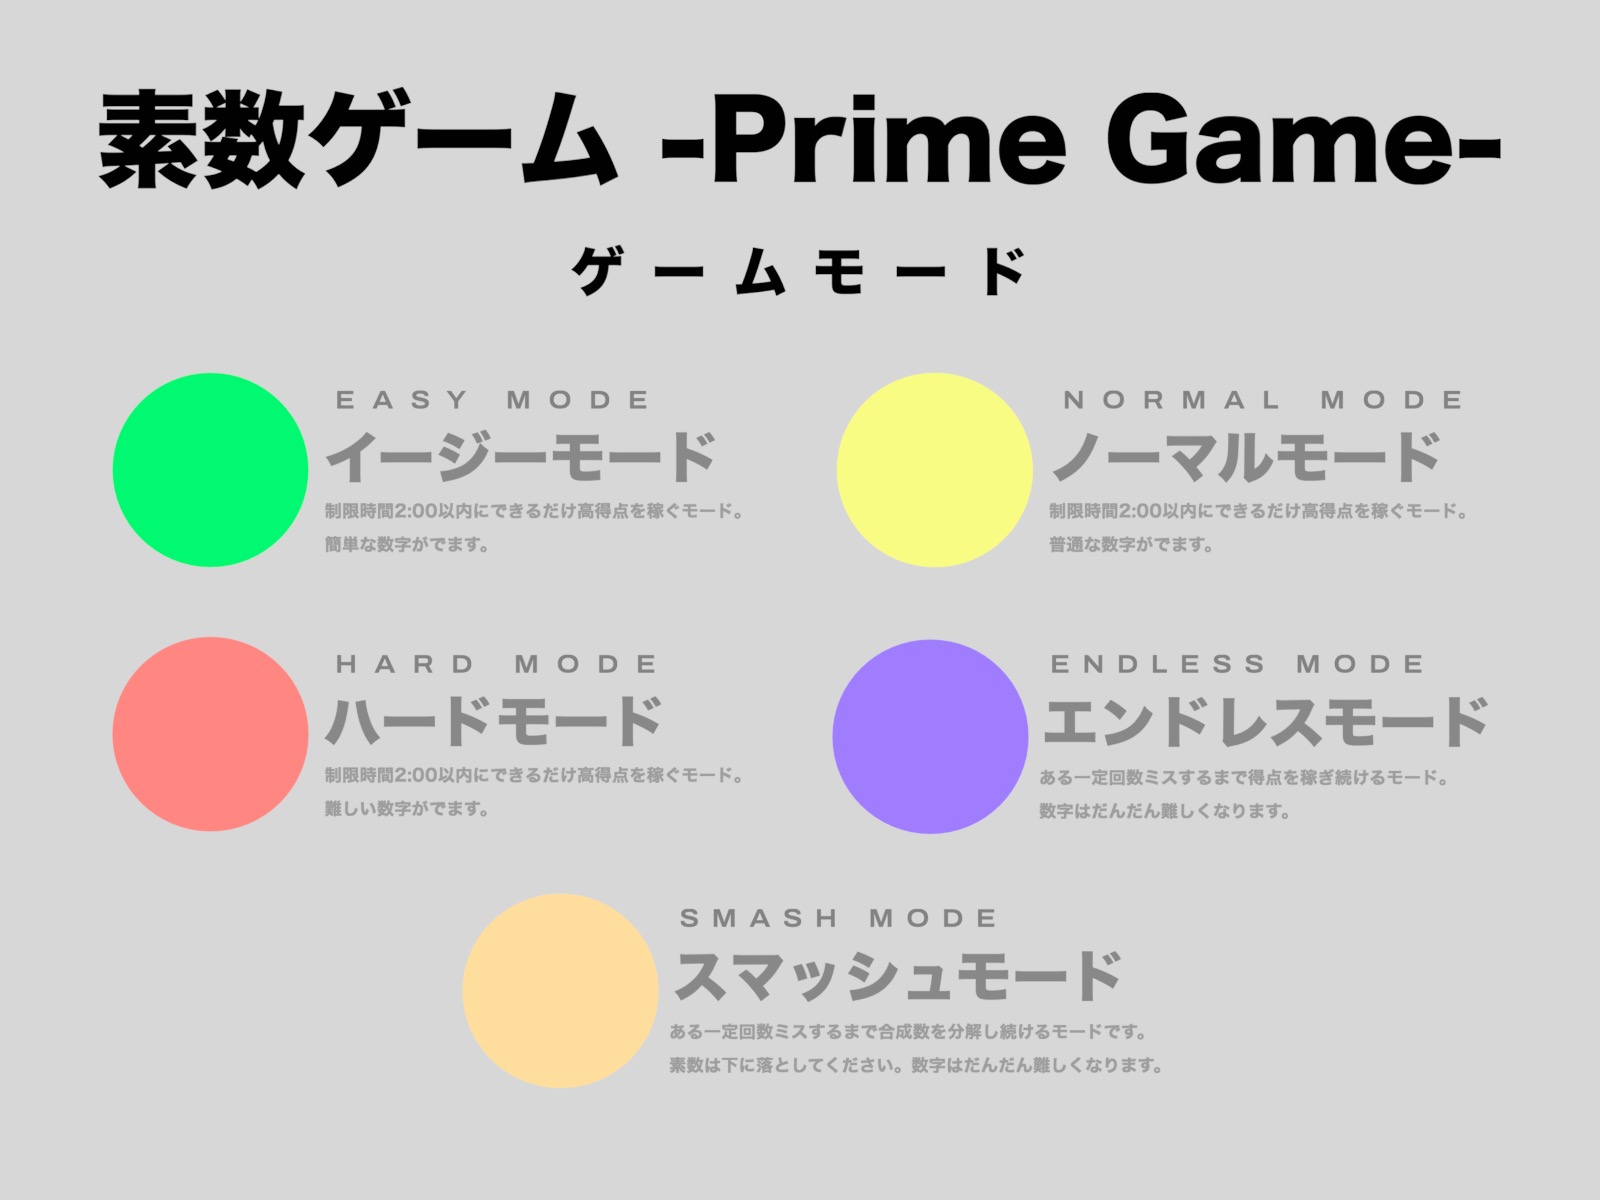 素数ゲーム -Prime Game-
ゲームモード
EASY MODE
イージーモード
制限時間2:00以内にできるだけ高得点を稼ぐモード。
簡単な数字がでます。
NORMAL MODE
ノーマルモード
制限時間2:00以内にできるだけ高得点を稼ぐモード。
普通な数字がでます。
HARD MODE
ハードモード
制限時間2:00以内にできるだけ高得点を稼ぐモード。
難しい数字がでます。
ENDLESS MODE
エンドレスモード
ある一定回数ミスするまで得点を稼ぎ続けるモード。
数字はだんだん難しくなります。
SMASH MODE
スマッシュモード
ある一定回数ミスするまで合成数を分解し続けるモードです。
素数は下に落としてください。数字はだんだん難しくなります。